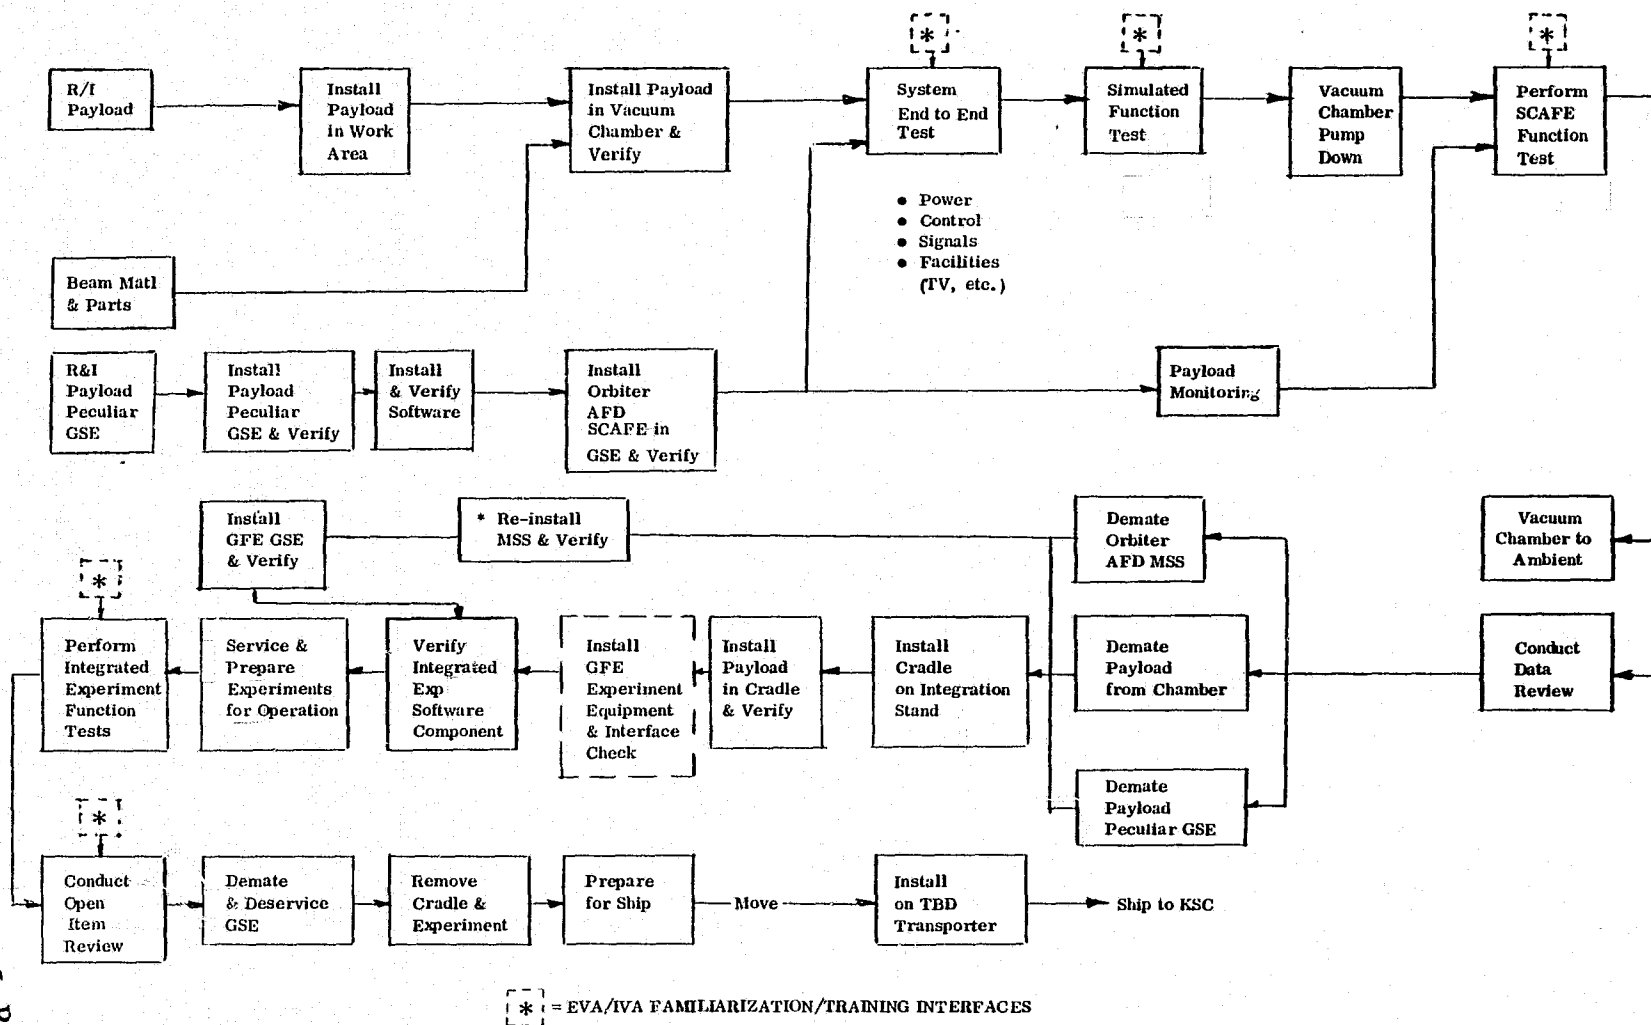 *
*
*
R/I
Payload
Install
Payload
in Work
Area
Install Payload
in Vacuum
Chamber &
Verify
System
End to End
Test
Simulated
Function
Test
Vacuum
Chamber
Pump
Down
Perform
SCAFE
Function
Test
• Power
• Control
• Signals
• Facilities
(TV, etc.)
Beam Matl
& Parts
R&I
Payload
Peculiar
GSE
Install
Payload
Peculiar
GSE & Verify
Install
& Verify
Software
Install
Orbiter
AFD
SCAFE in
GSE & Verify
Payload
Monitoring
Install
GFE GSE
& Verify
* Re-install
MSS & Verify
Demate
Orbiter
AFD MSS
Vacuum
Chamber to
Ambient
*
Perform
Integrated
Experiment
Function
Tests
Service &
Prepare
Experiments
for Operation
Verify
Integrated
Exp
Software
Component
Install
GFE
Experiment
Equipment
& Interface
Check
Install
Payload
in Cradle
& Verify
Install
Cradle
on Integration
Stand
Demate
Payload
from Chamber
Conduct
Data
Review
Demate
Payload
Peculiar GSE
*
Conduct
Open
Item
Review
Demate
& Deservice
GSE
Remove
Cradle &
Experiment
Prepare
for Ship
Move
Install
on TBD
Transporter
Ship to KSC
* = EVA/IVA FAMILIARIZATION/TRAINING INTERFACES